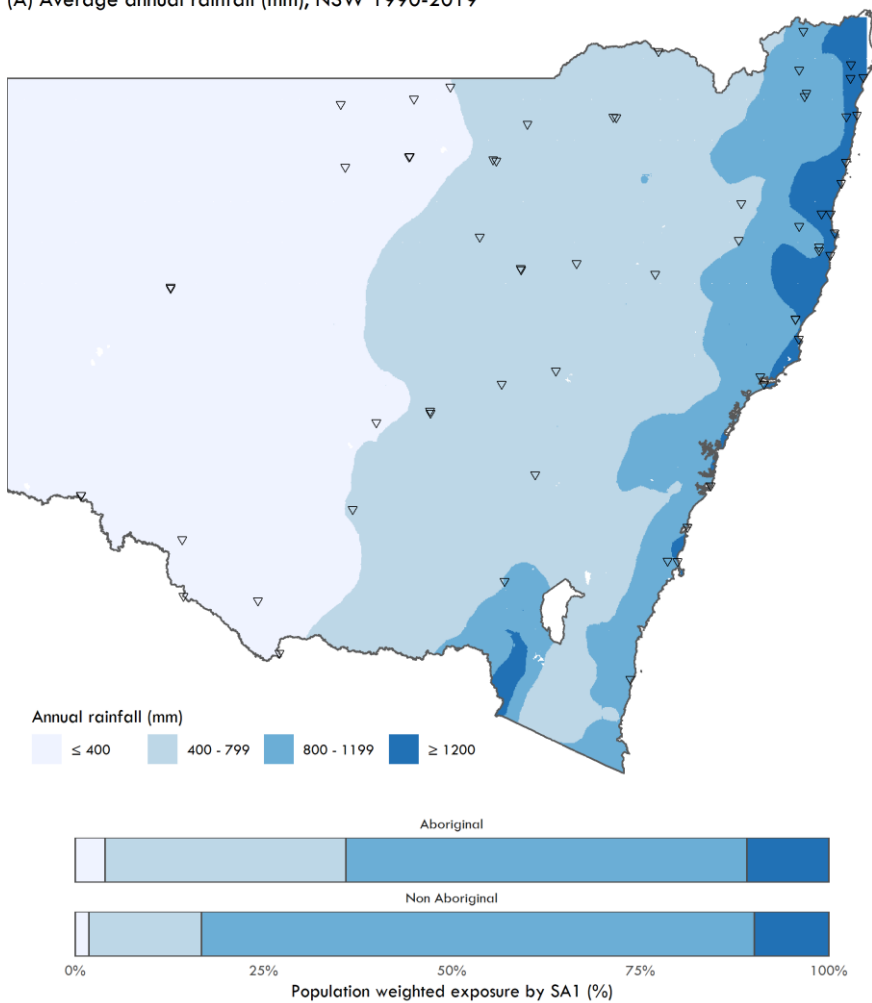 (A) Average annual rainfall (mm), NSW 1990-2019
Annual rainfall (mm)
≤ 400
400 - 799
800 - 1199
≥ 1200
Aboriginal
Non Aboriginal
0%
25%
50%
75%
100%
Population weighted exposure by SA1 (%)